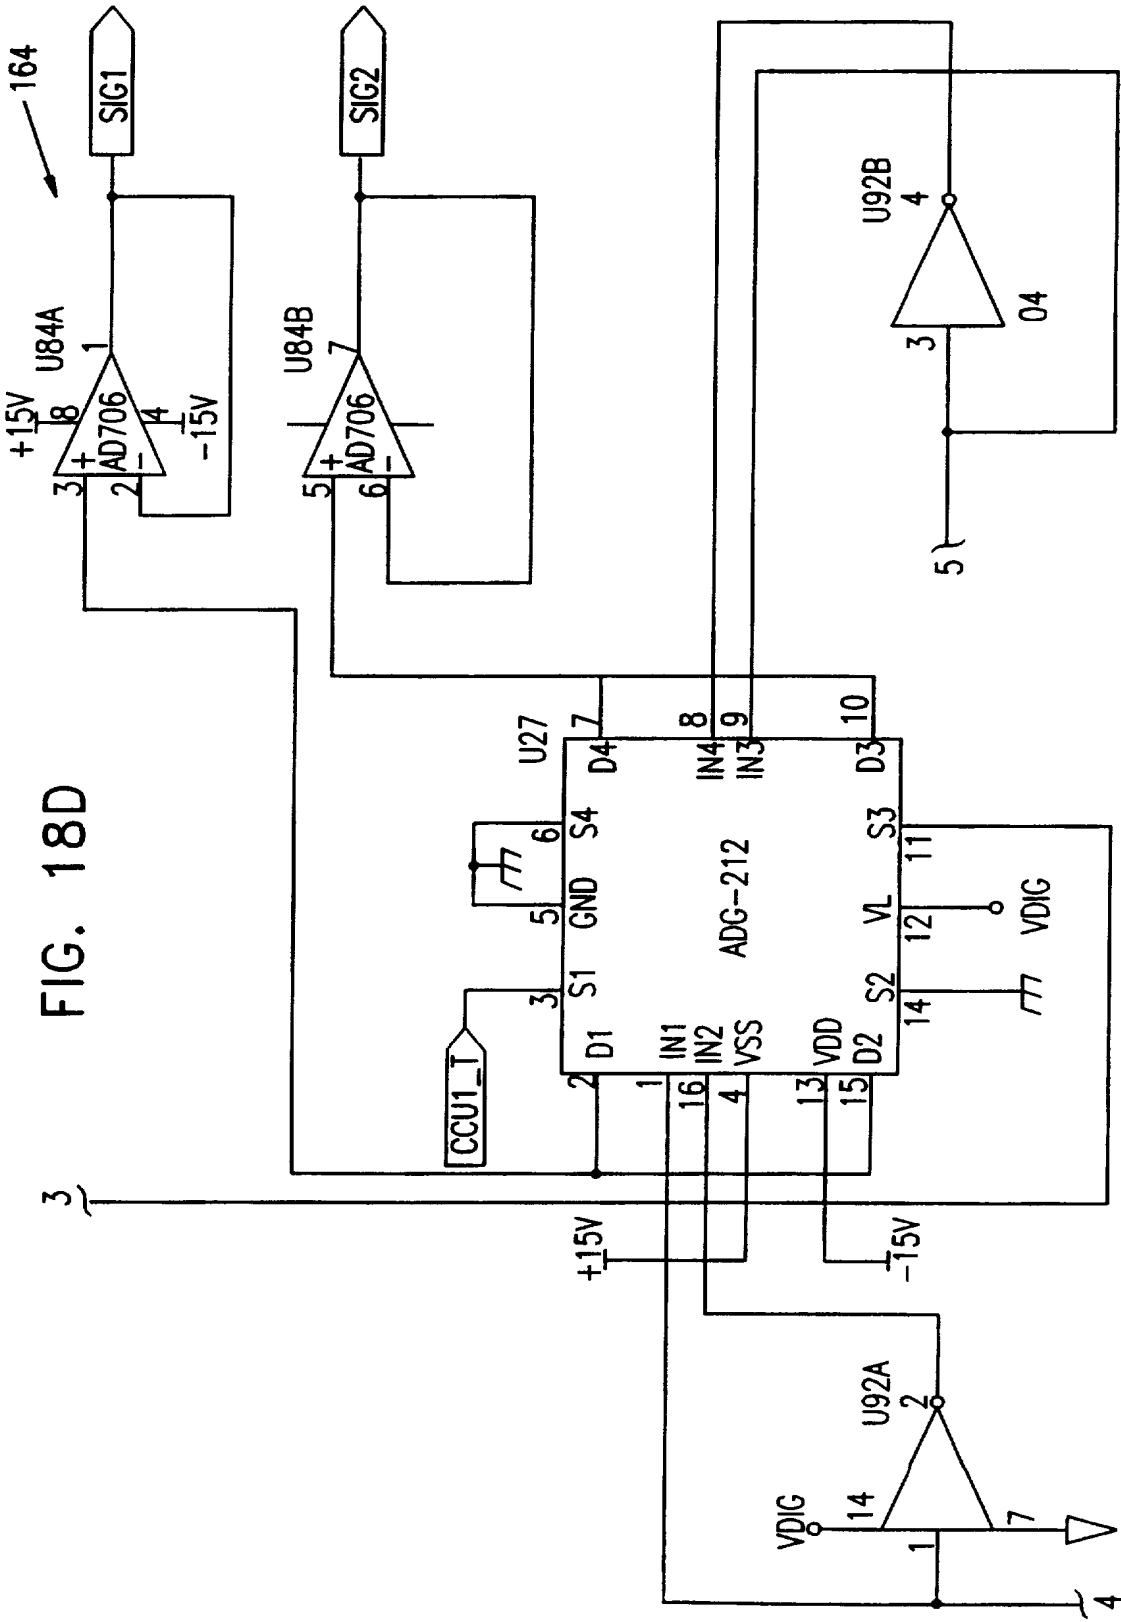 FIG. 18D
164
SIG1
SIG2
+15V
8
U84A
1
3
+
AD706
2
-
4
-15V
U84B
7
5
+
AD706
6
-
U92B
4
3
04
5
U27
D4
7
IN4
8
IN3
9
D3
10
S4
6
GND
5
S1
3
CCU1_T
ADG-212
S3
11
VL
12
VDIG
S2
14
D1
2
IN1
1
IN2
16
VSS
4
VDD
13
D2
15
3
+15V
-15V
U92A
2
VDIG
14
1
7
4